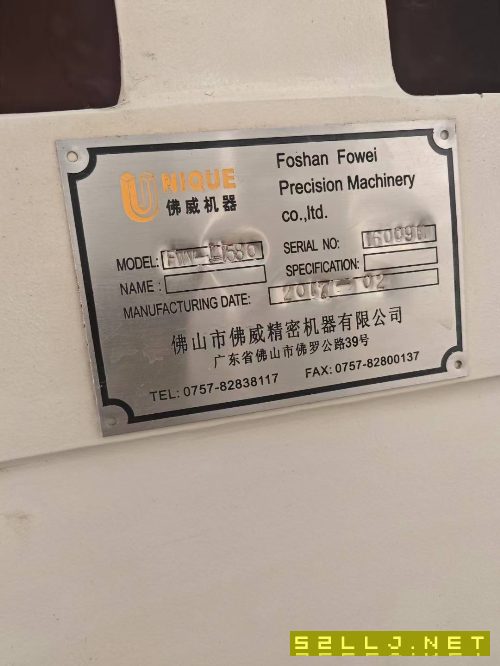 UNIQUE
佛威机器
Foshan Fowei
Precision Machinery
co.,ltd.
MODEL:
SERIAL NO:
NAME:
SPECIFICATION:
MANUFACTURING DATE:
佛山市佛威精密机器有限公司
广东省佛山市佛罗公路39号
TEL: 0757-82838117 FAX: 0757-82800137
52LLJ.NET